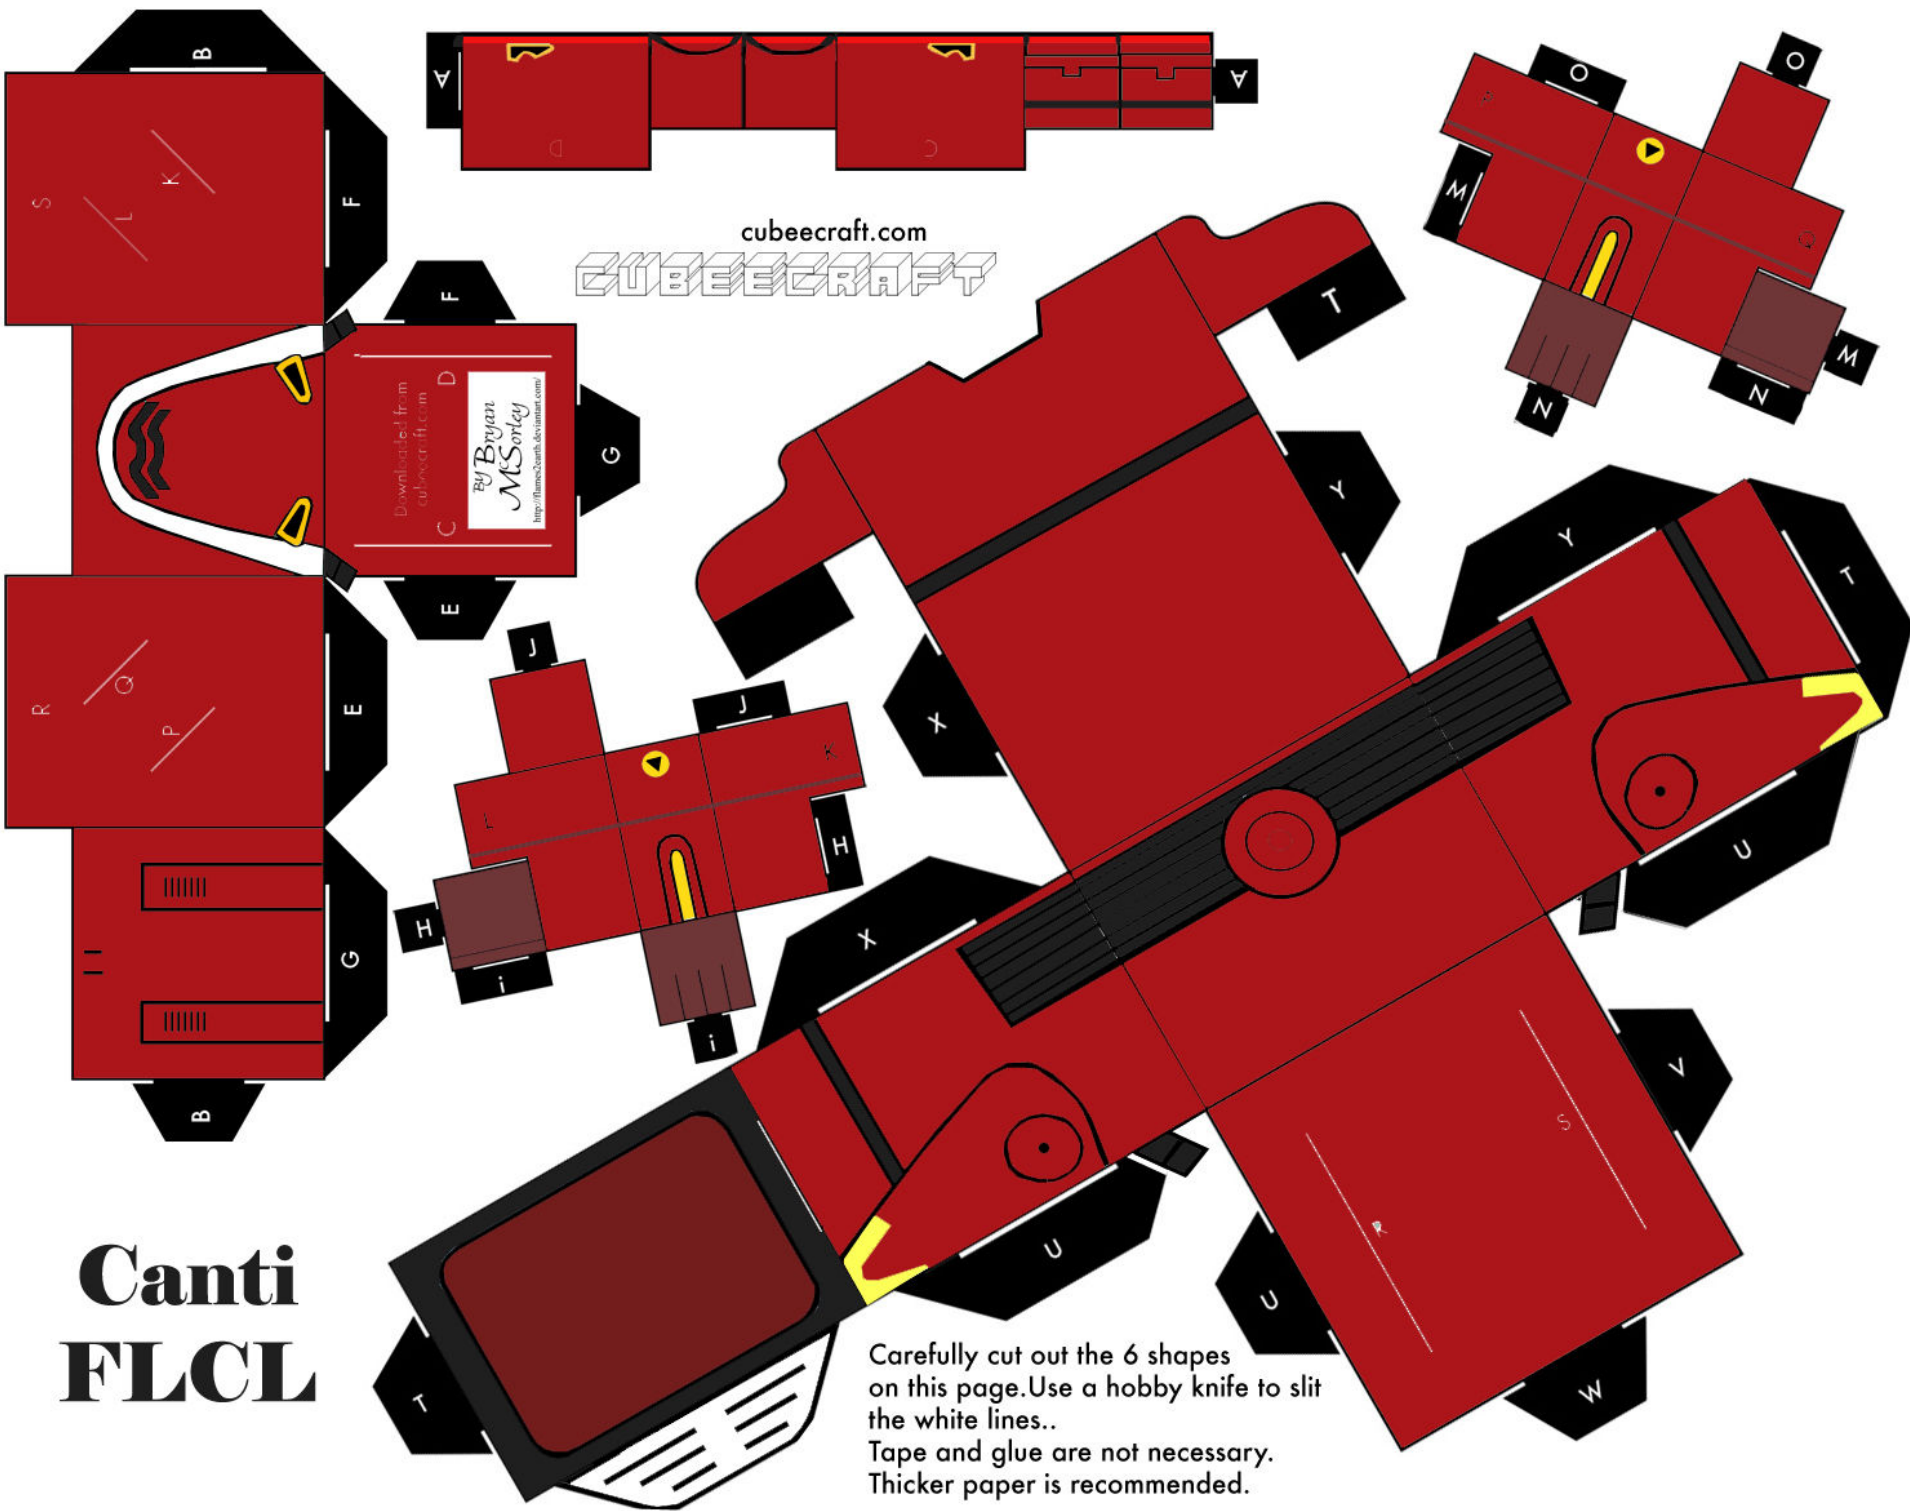 B
A
A
O
O
P
M
Q
M
N
N
S
K
L
F
D
C
cubeecraft.com
CUBEECRAFT
T
F
Downloaded from
cubeecraft.com
D
C
BY Bryan
McSorley
http://flames2earth.deviantart.com/
G
E
Y
Y
T
R
Q
P
E
J
J
K
L
H
H
i
i
X
X
U
G
B
V
S
R
U
U
W
T
Canti
FLCL
Carefully cut out the 6 shapes
on this page.Use a hobby knife to slit
the white lines..
Tape and glue are not necessary.
Thicker paper is recommended.